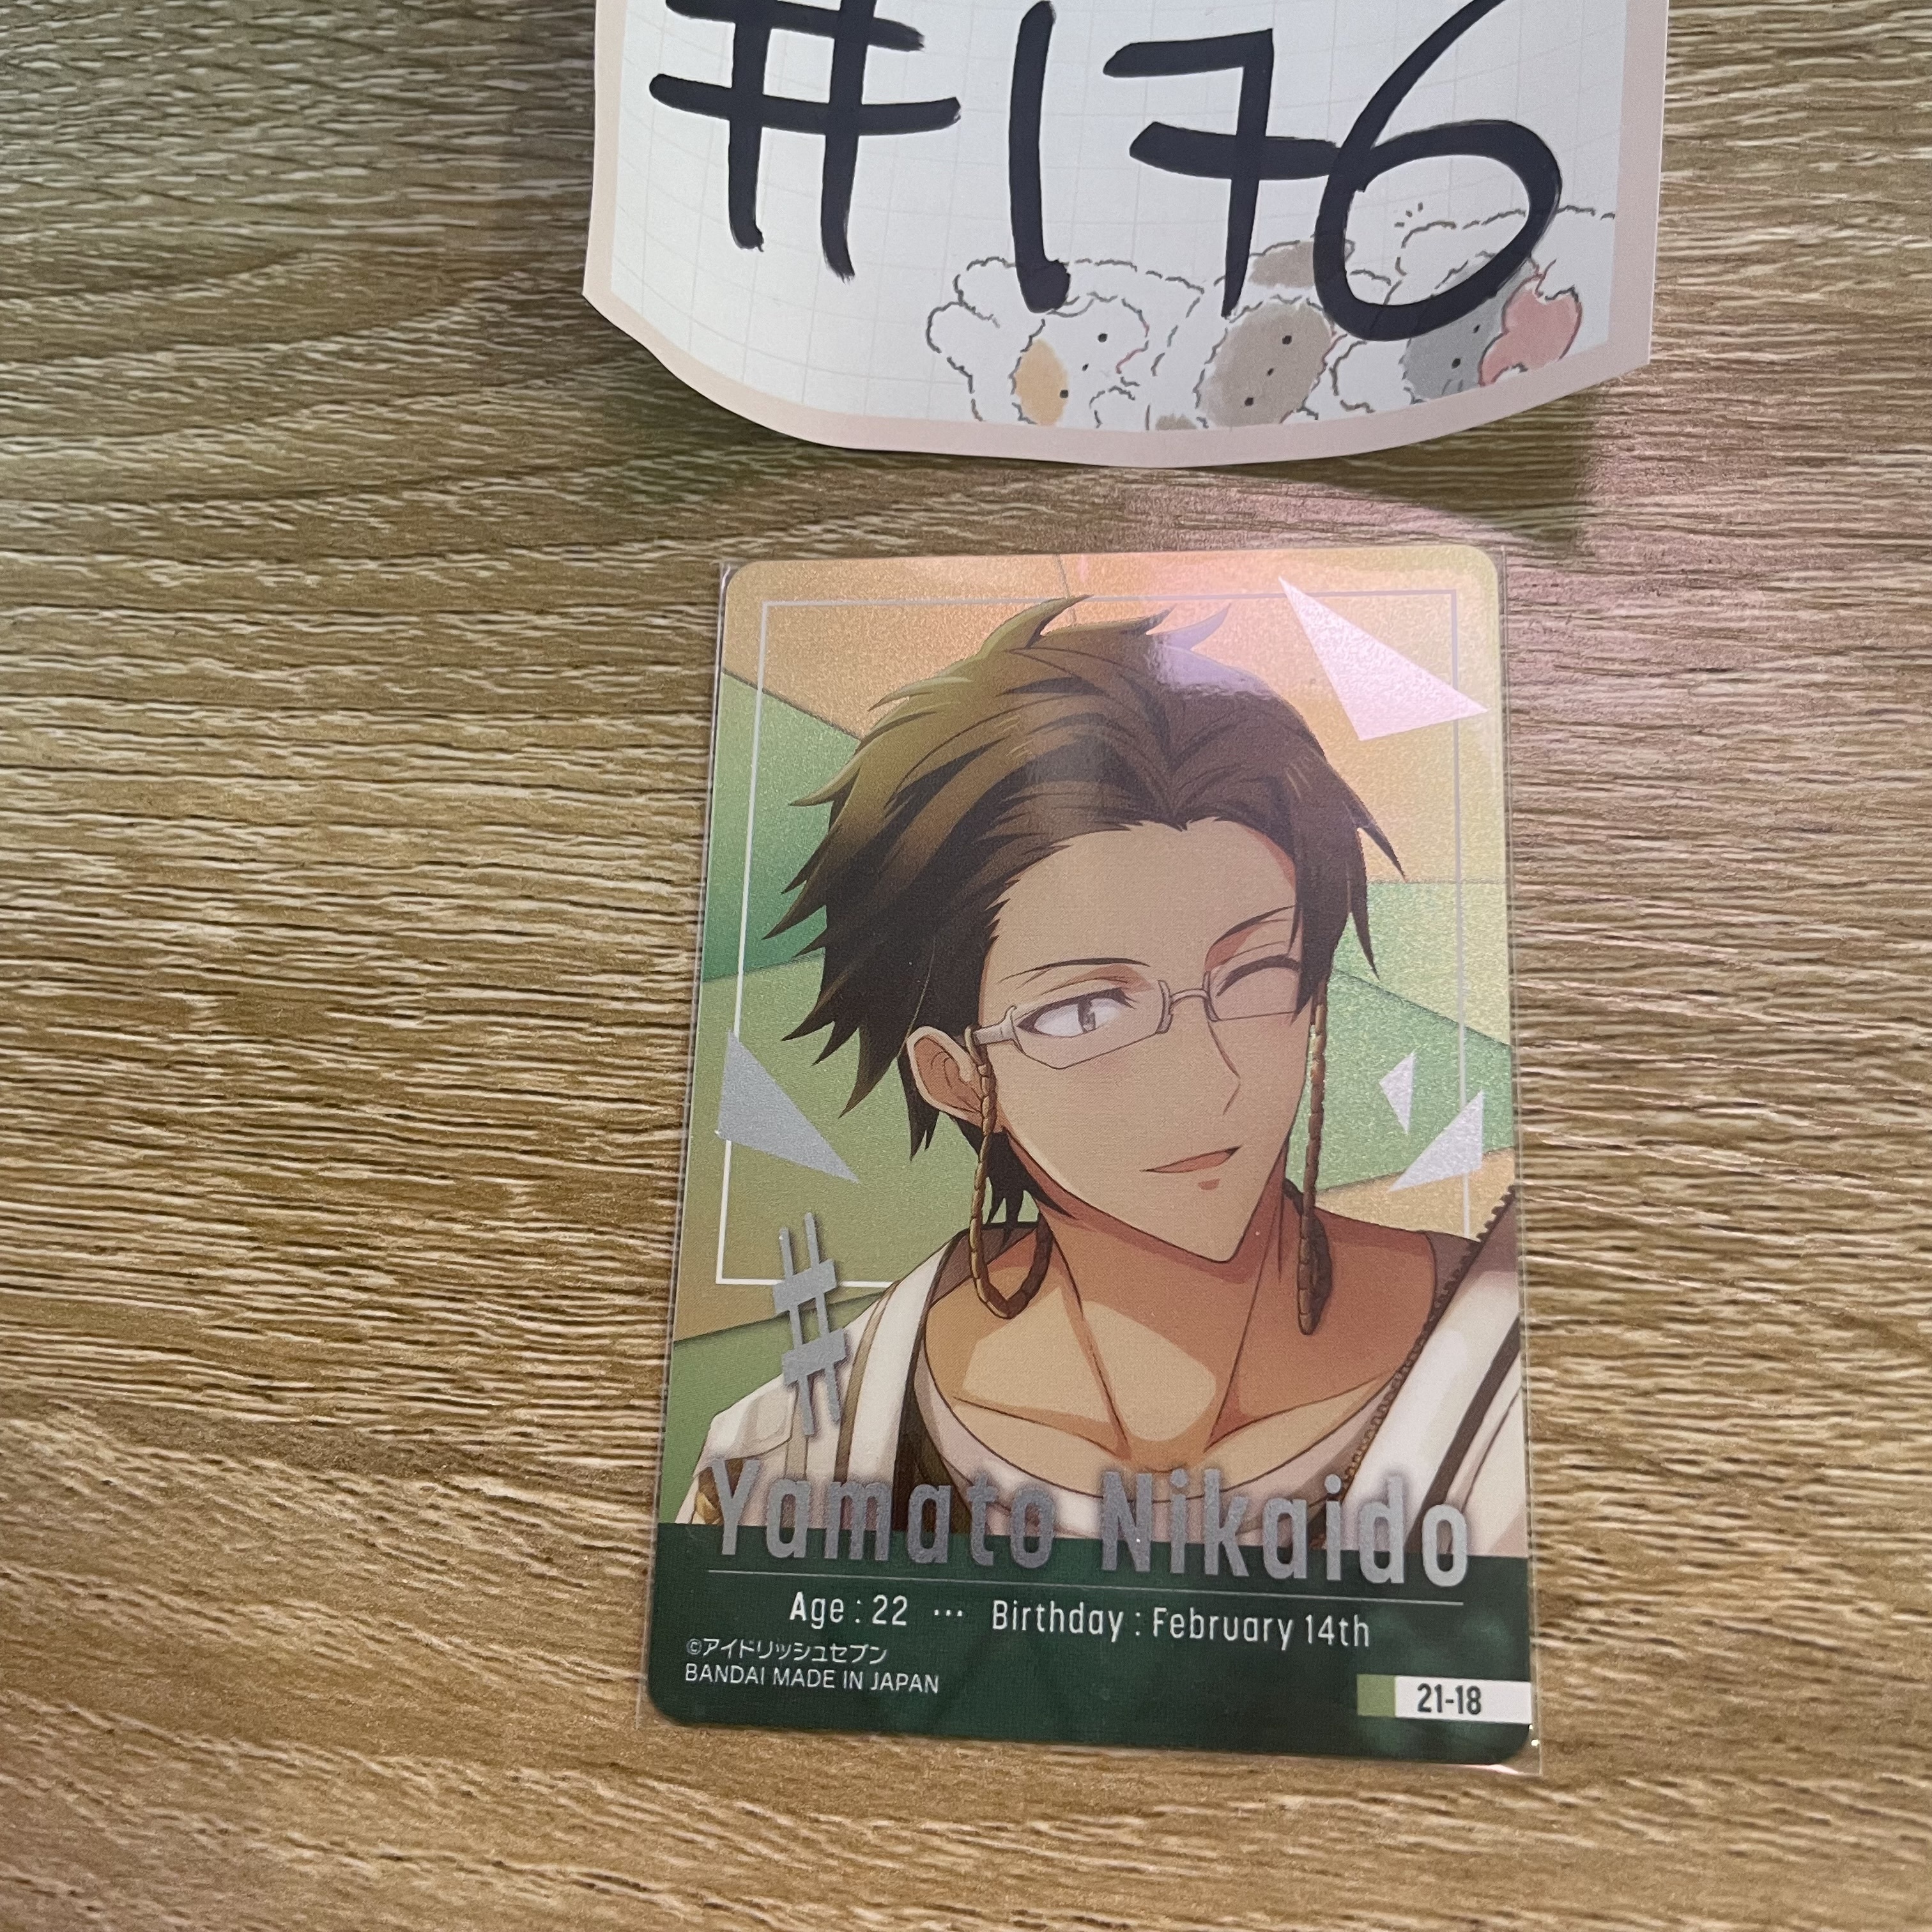 #176
#
Yamato Nikaido
Age : 22 ··· Birthday : February 14th
©アイドリッシュセブン
BANDAI MADE IN JAPAN
21-18